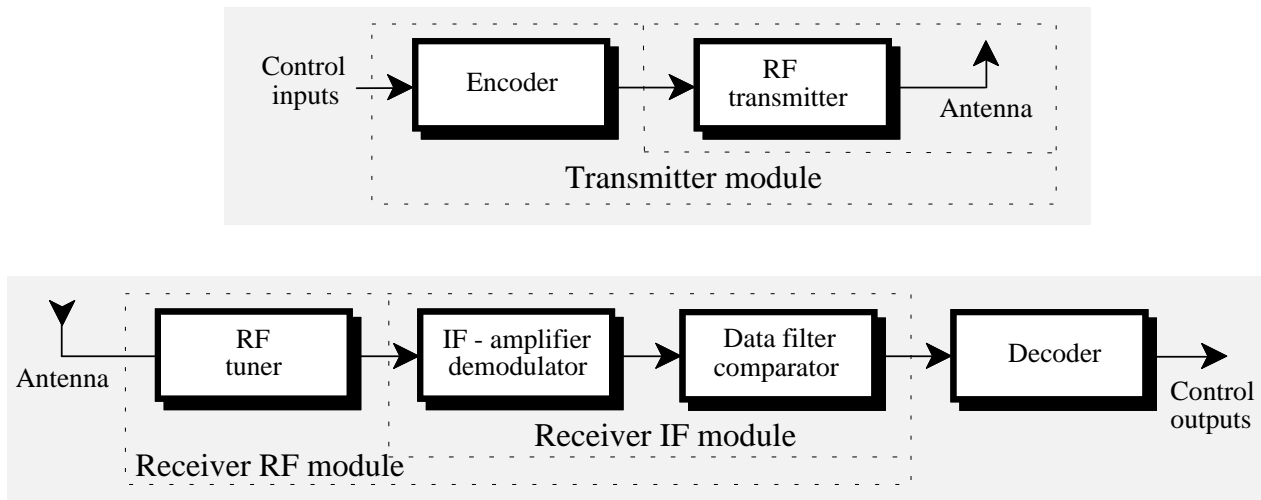 Control
inputs
Encoder
RF
transmitter
Antenna
Transmitter module
Antenna
RF
tuner
IF - amplifier
demodulator
Data filter
comparator
Decoder
Control
outputs
Receiver IF module
Receiver RF module